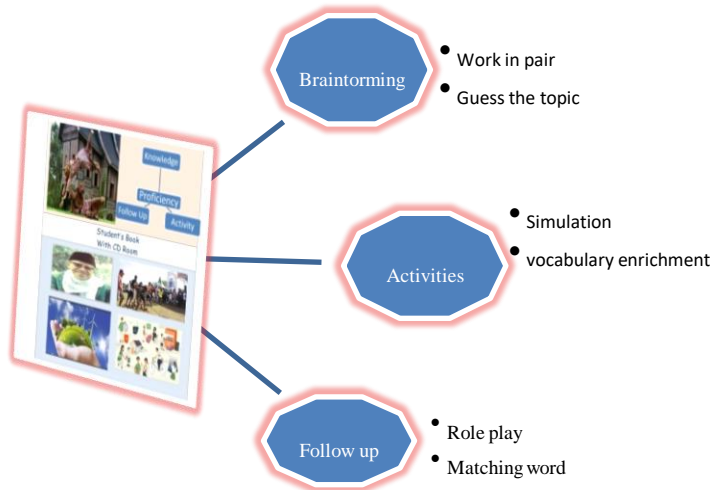 Braintorming
• Work in pair
• Guess the topic
Knowledge
Proficiency
Follow Up
Activity
Student's Book
With CD Room
Activities
• Simulation
• vocabulary enrichment
Follow up
• Role play
• Matching word